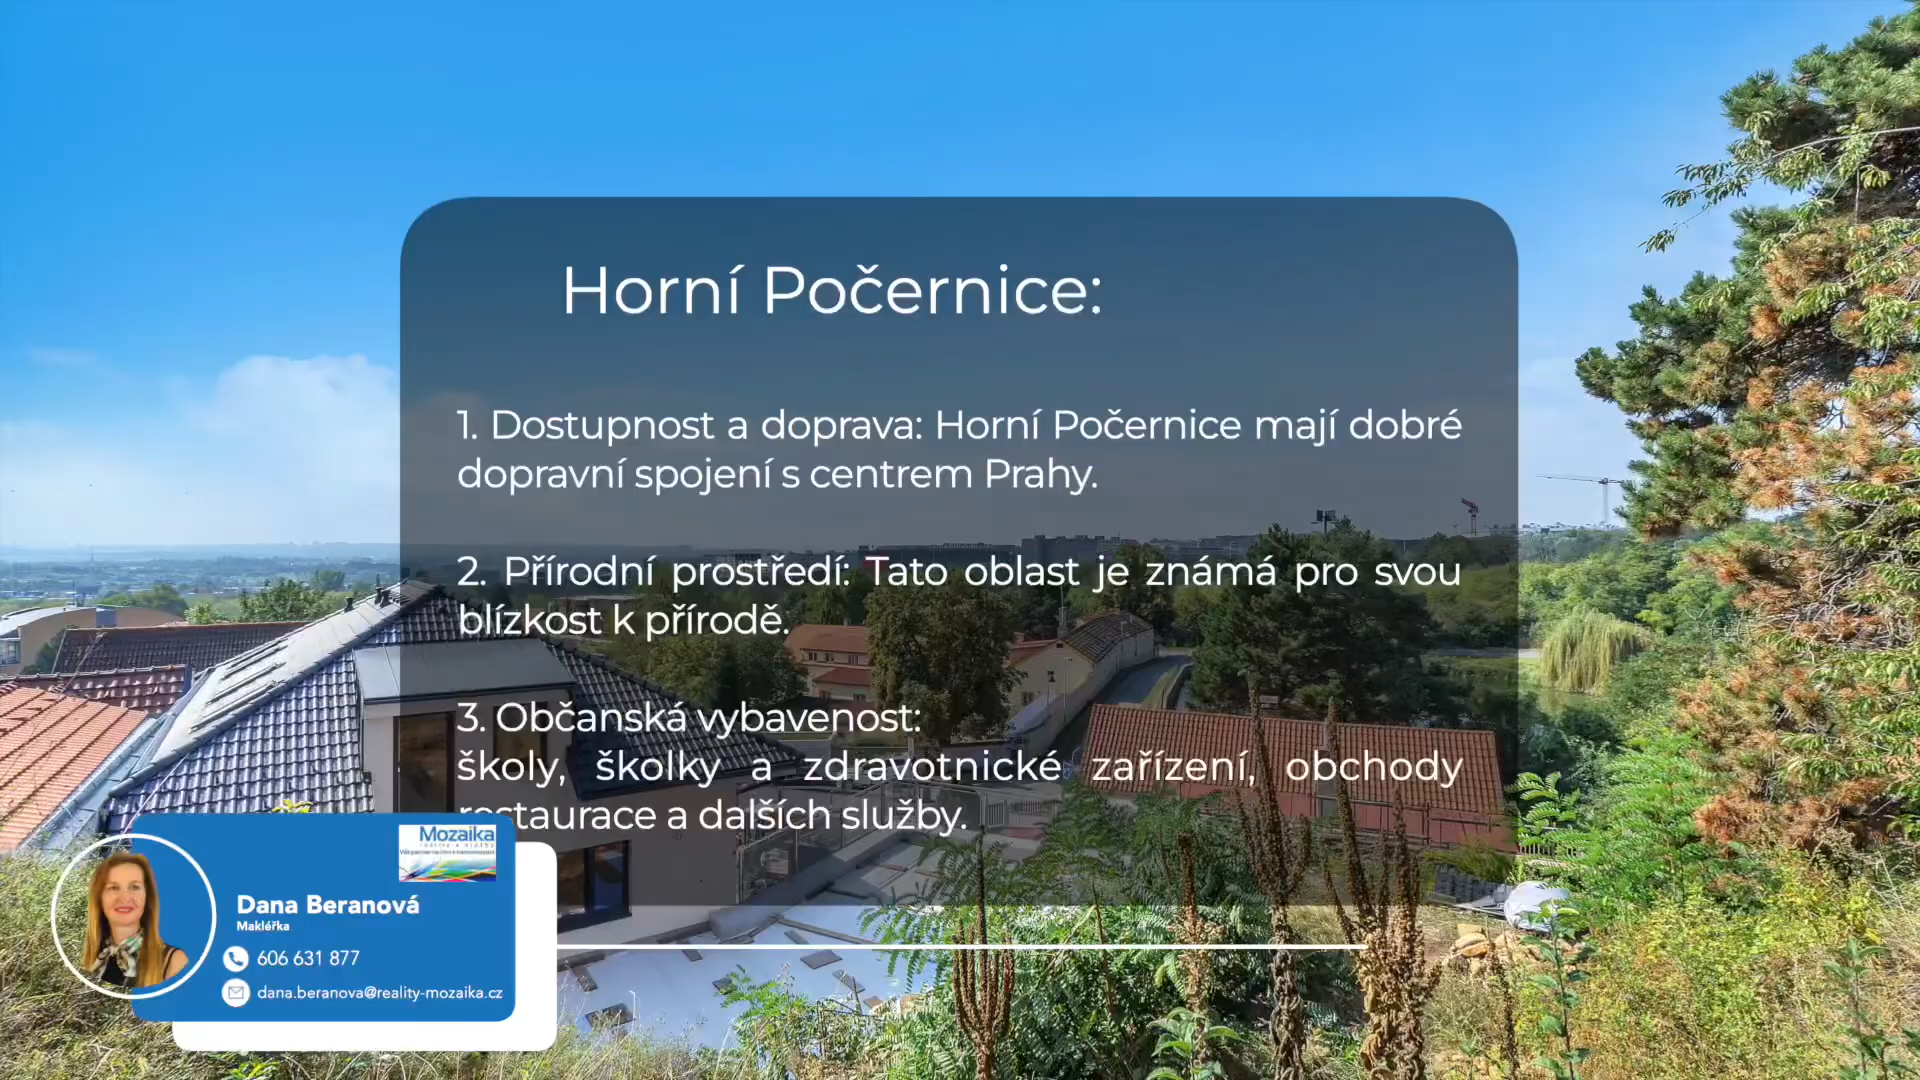 Horní Počernice:
1. Dostupnost a doprava: Horní Počernice mají dobré
dopravní spojení s centrem Prahy.
2. Přírodní prostředí: Tato oblast je známá pro svou
blízkost k přírodě.
3. Občanská vybavenost:
školy, školky a zdravotnické zařízení, obchody
restaurace a dalších služby.
Mozaika
Dana Beranová
Makléřka
606 631 877
dana.beranova@reality-mozaika.cz